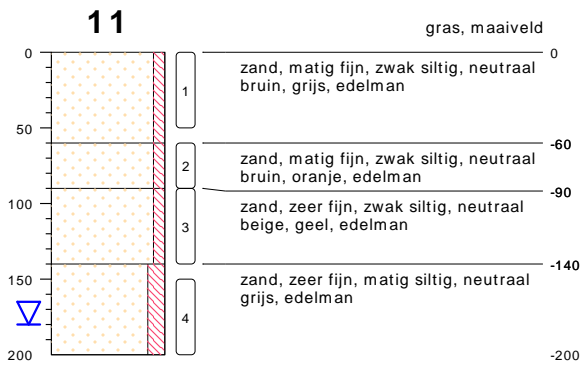 11
gras, maaiveld
0
0
zand, matig fijn, zwak siltig, neutraal
bruin, grijs, edelman
1
50
-60
zand, matig fijn, zwak siltig, neutraal
bruin, oranje, edelman
2
-90
100
zand, zeer fijn, zwak siltig, neutraal
beige, geel, edelman
3
-140
150
zand, zeer fijn, matig siltig, neutraal
grijs, edelman
4
200
-200